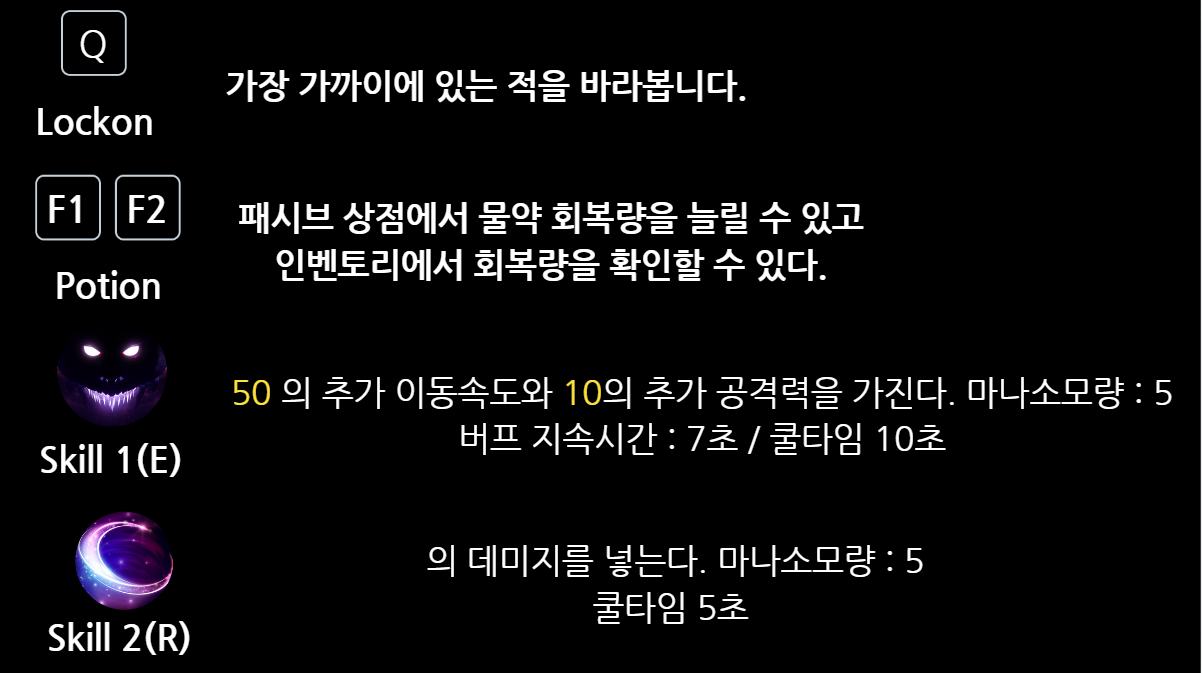 Q
Lockon
가장 가까이에 있는 적을 바라봅니다.
F1 F2
Potion
패시브 상점에서 물약 회복량을 늘릴 수 있고
인벤토리에서 회복량을 확인할 수 있다.
Skill 1(E)
50 의 추가 이동속도와 10의 추가 공격력을 가진다. 마나소모량 : 5
버프 지속시간 : 7초 / 쿨타임 10초
Skill 2(R)
의 데미지를 넣는다. 마나소모량 : 5
쿨타임 5초